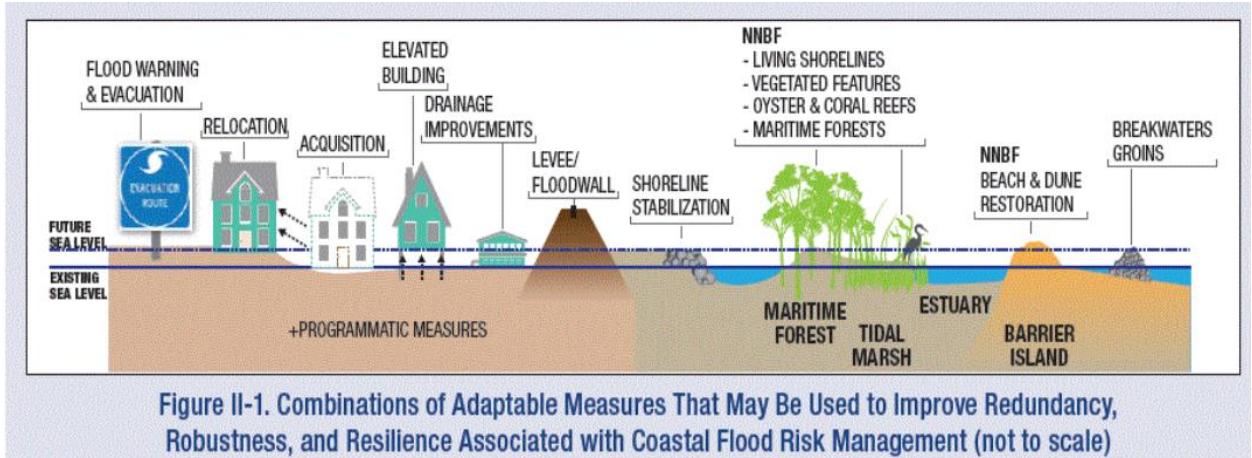 FLOOD WARNING
& EVACUATION
RELOCATION
ACQUISITION
ELEVATED
BUILDING
DRAINAGE
IMPROVEMENTS
LEVEE/
FLOODWALL
SHORELINE
STABILIZATION
NNBF
- LIVING SHORELINES
- VEGETATED FEATURES
- OYSTER & CORAL REEFS
- MARITIME FORESTS
NNBF
BEACH & DUNE
RESTORATION
BREAKWATERS
GROINS
EVACUATION
ROUTE
FUTURE
SEA LEVEL
EXISTING
SEA LEVEL
+PROGRAMMATIC MEASURES
MARITIME
FOREST
TIDAL
MARSH
ESTUARY
BARRIER
ISLAND
Figure II-1. Combinations of Adaptable Measures That May Be Used to Improve Redundancy,
Robustness, and Resilience Associated with Coastal Flood Risk Management (not to scale)